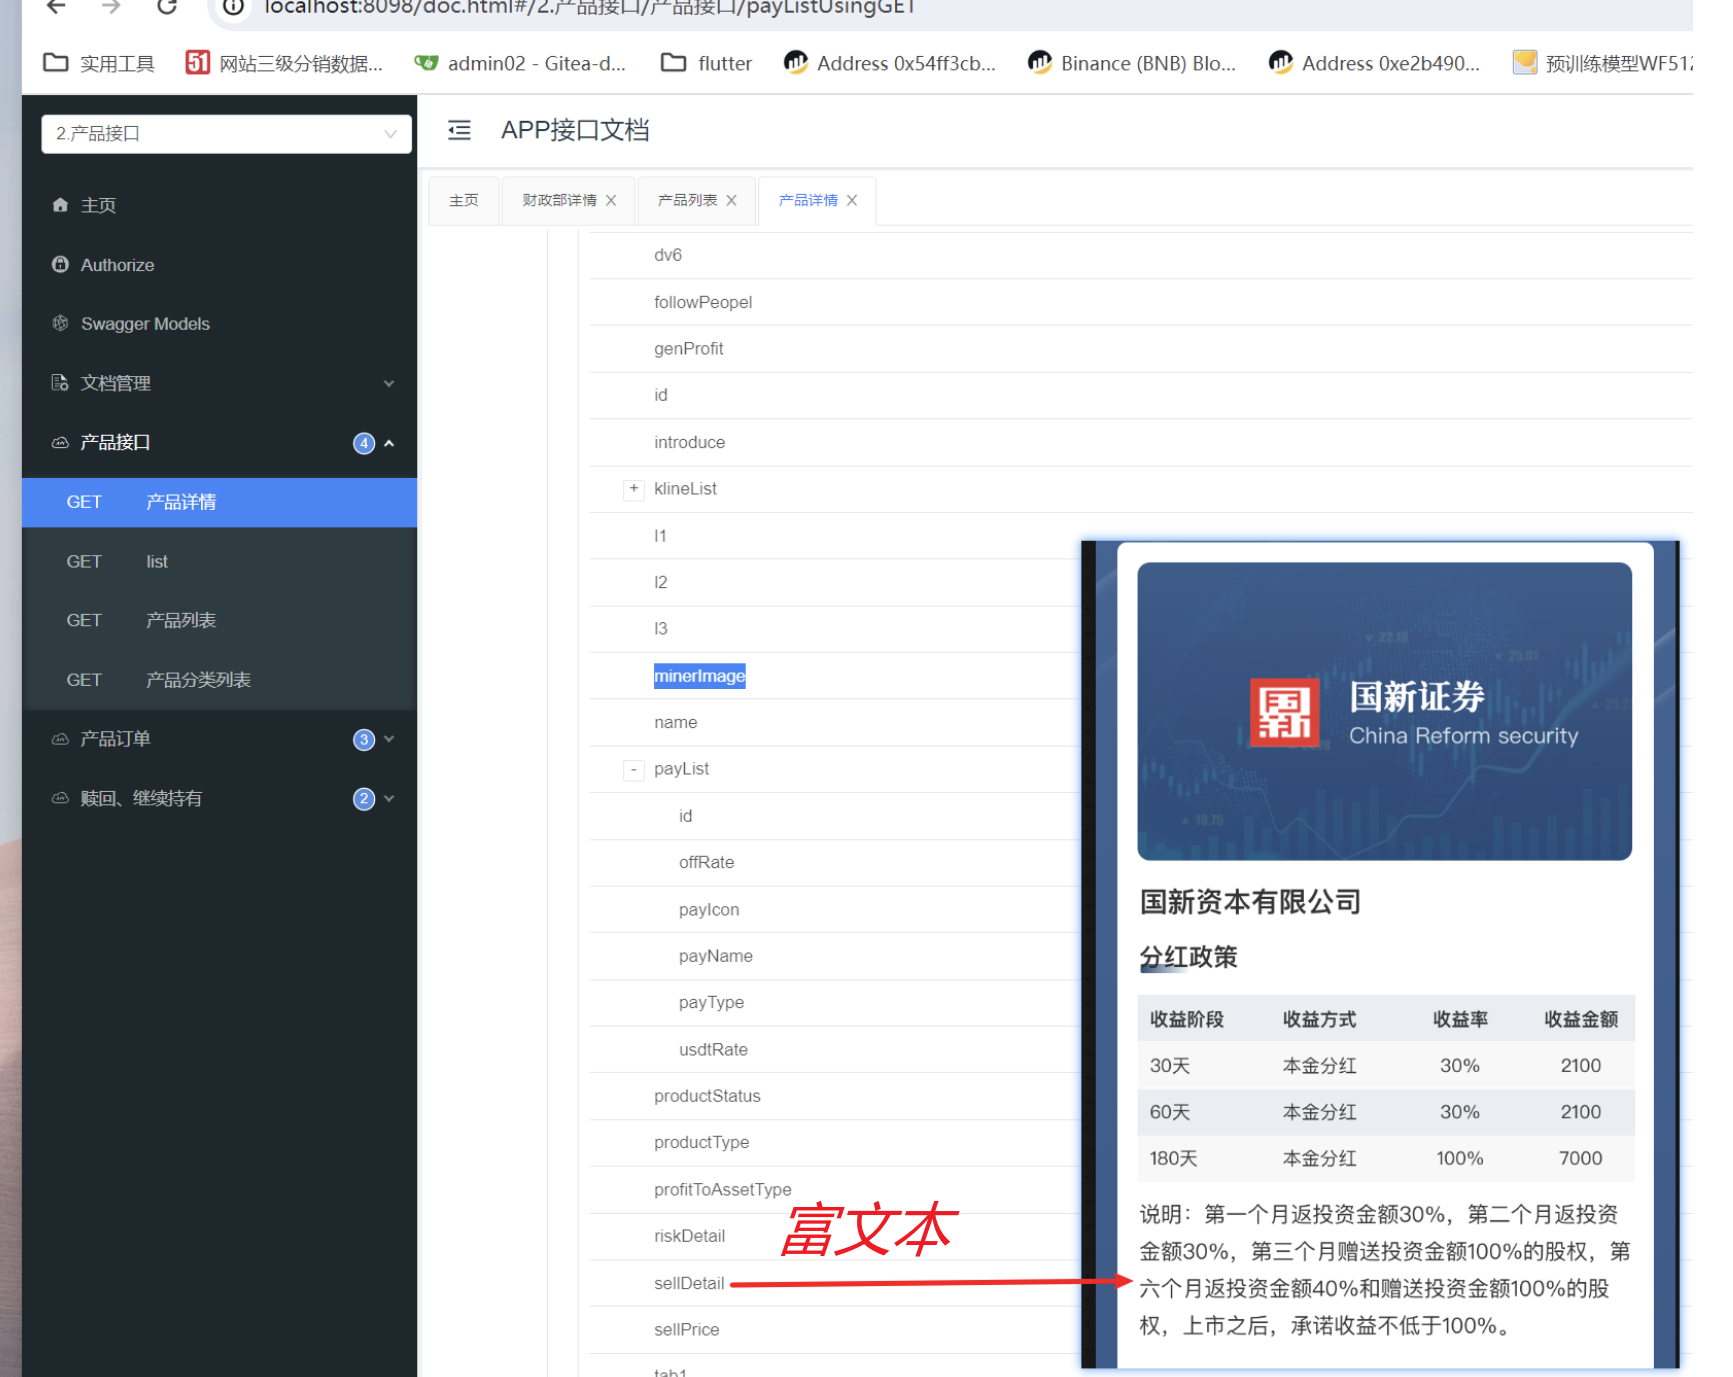 localhost:8098/doc.html#/2.产品接口/产品接口/payListUsingGET
实用工具
51 网站三级分销数据...
admin02 - Gitea-d...
flutter
Address 0x54ff3cb...
Binance (BNB) Blo...
Address 0xe2b490...
预训练模型WF512
2.产品接口
APP接口文档
主页
财政部详情
产品列表
产品详情
主页
Authorize
Swagger Models
文档管理
产品接口 4
GET 产品详情
GET list
GET 产品列表
GET 产品分类列表
产品订单 3
赎回、继续持有 2
dv6
followPeopel
genProfit
id
introduce
+ klineList
l1
l2
l3
minerImage
name
- payList
id
offRate
payIcon
payName
payType
usdtRate
productStatus
productType
profitToAssetType
riskDetail
sellDetail
sellPrice
tab1
富文本
22.16
25.01
18.75
国新
国新证券
China Reform security
国新资本有限公司
分红政策
收益阶段 收益方式 收益率 收益金额
30天 本金分红 30% 2100
60天 本金分红 30% 2100
180天 本金分红 100% 7000
说明：第一个月返投资金额30%，第二个月返投资
金额30%，第三个月赠送投资金额100%的股权，第
六个月返投资金额40%和赠送投资金额100%的股
权，上市之后，承诺收益不低于100%。